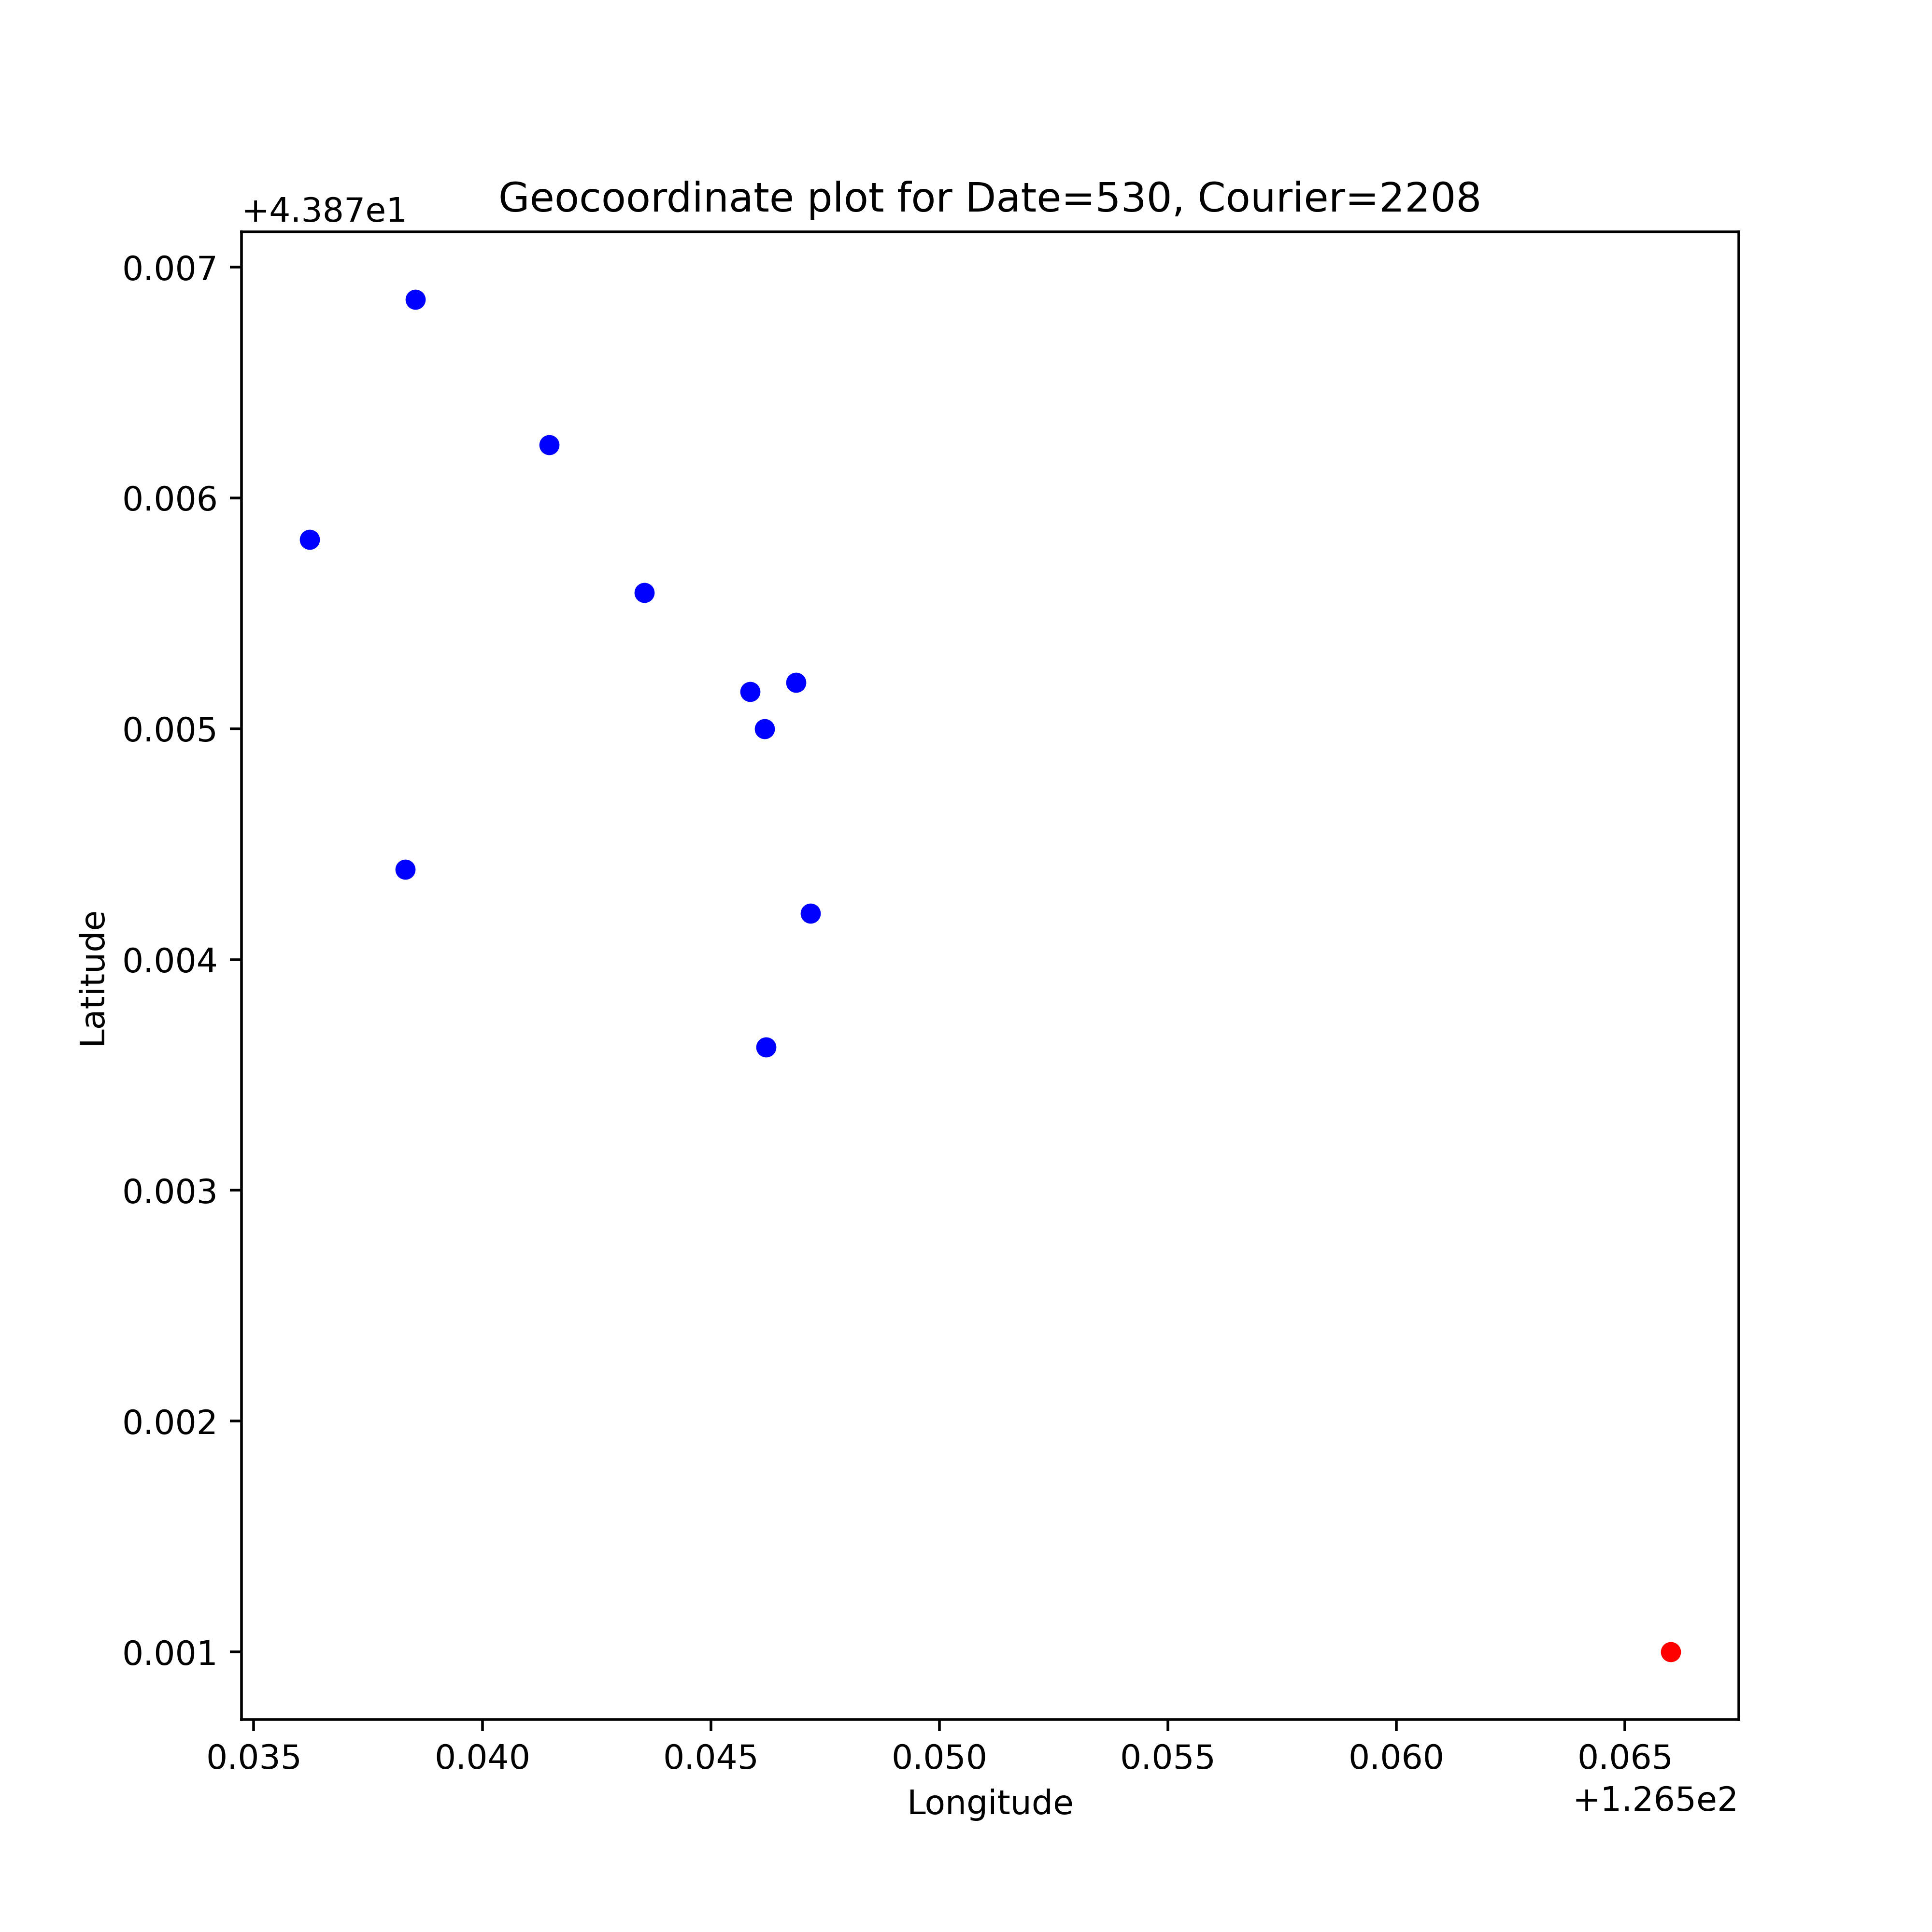 Geocoordinate plot for Date=530, Courier=2208
+4.387e1
0.007
0.006
0.005
0.004
0.003
0.002
0.001
Latitude
0.035 0.040 0.045 0.050 0.055 0.060 0.065
Longitude
+1.265e2